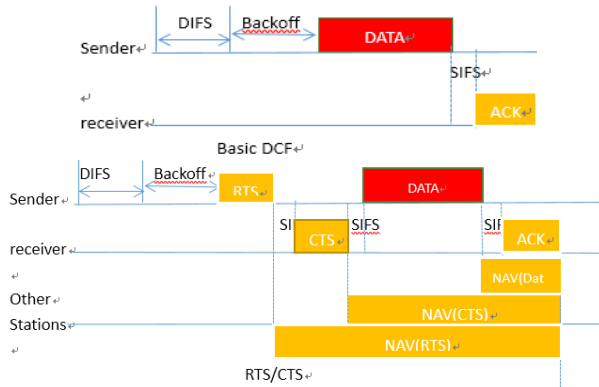 DIFS
Backoff
DATA
Sender
SIFS
ACK
receiver
Basic DCF
DIFS
Backoff
RTS
DATA
Sender
SI
SIFS
SIF
CTS
ACK
receiver
NAV(Dat
Other
NAV(CTS)
Stations
NAV(RTS)
RTS/CTS